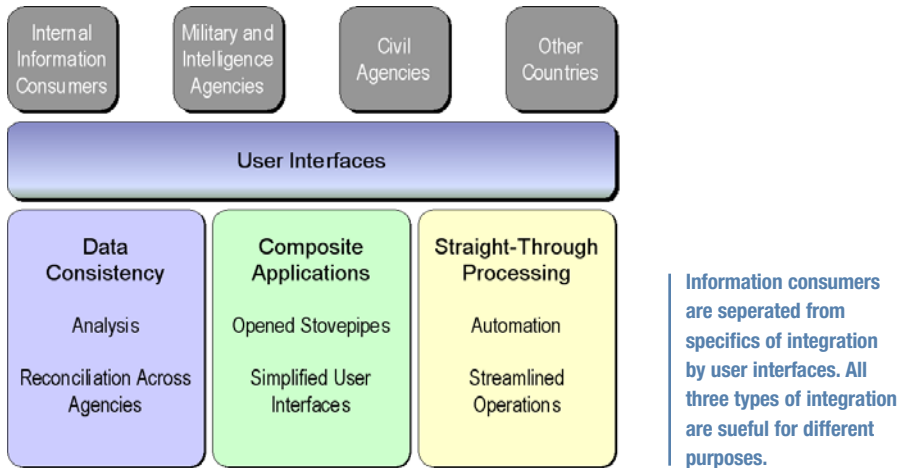 Internal
Information
Consumers
Military and
Intelligence
Agencies
Civil
Agencies
Other
Countries
User Interfaces
Data
Consistency
Analysis
Reconciliation Across
Agencies
Composite
Applications
Opened Stovepipes
Simplified User
Interfaces
Straight-Through
Processing
Automation
Streamlined
Operations
Information consumers
are seperated from
specifics of integration
by user interfaces. All
three types of integration
are sueful for different
purposes.